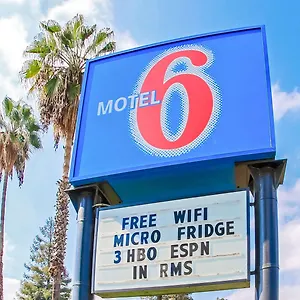 MOTEL 6
FREE WIFI
MICRO FRIDGE
3 HBO ESPN
IN RMS